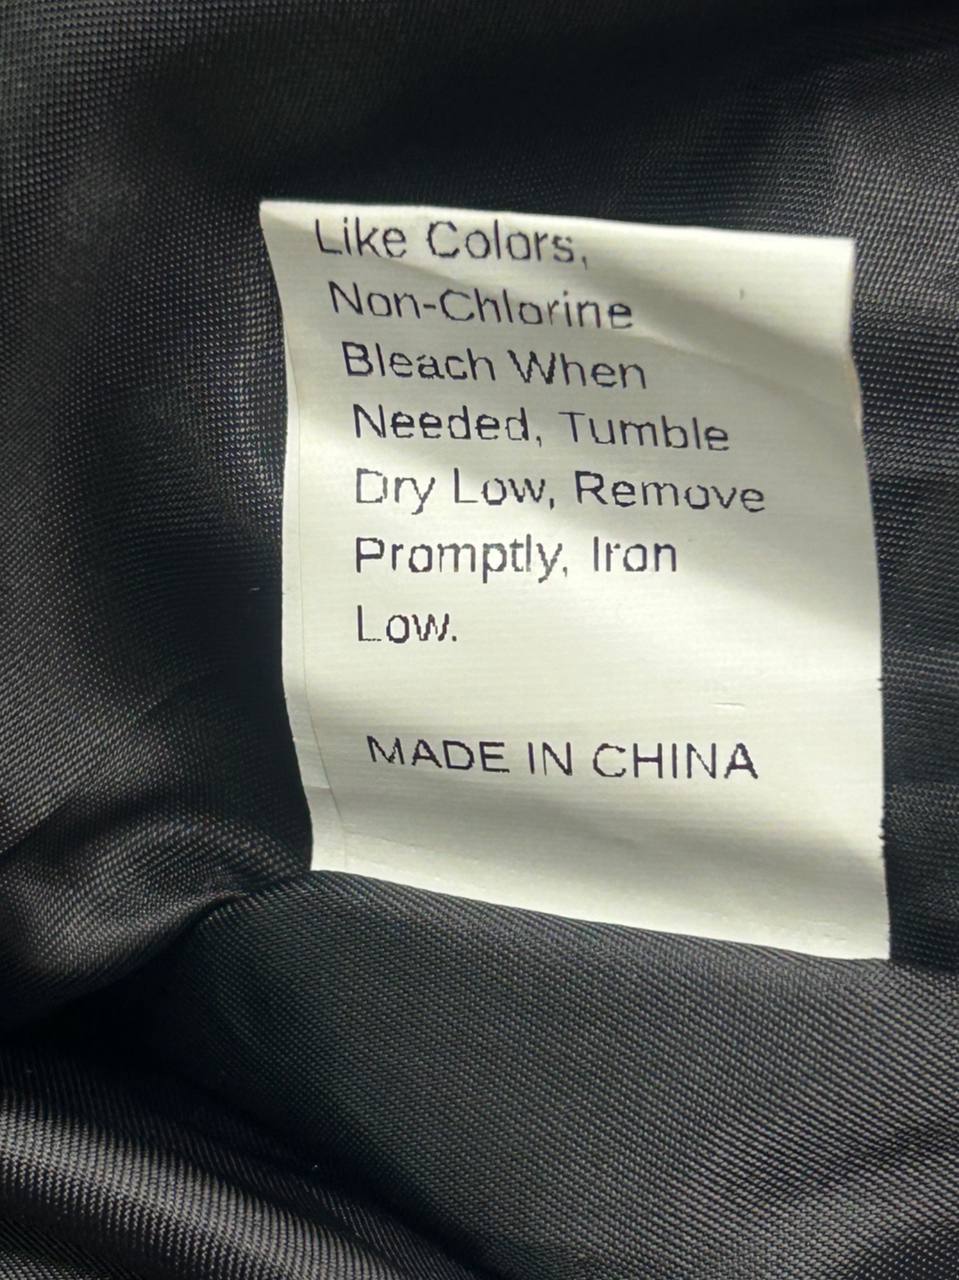 Like Colors,
Non-Chlorine
Bleach When
Needed, Tumble
Dry Low, Remove
Promptly, Iron
Low.
MADE IN CHINA